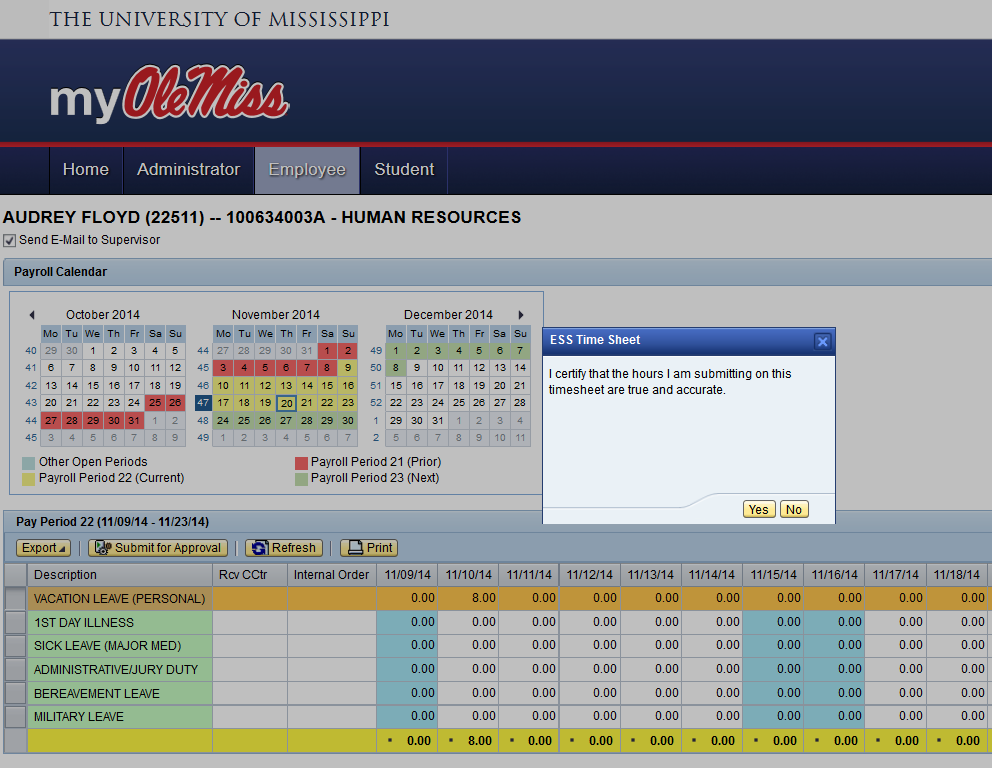 THE UNIVERSITY OF MISSISSIPPI
my Ole Miss
Home Administrator Employee Student
AUDREY FLOYD (22511) -- 100634003A - HUMAN RESOURCES
Send E-Mail to Supervisor
Payroll Calendar
October 2014 November 2014 December 2014
Mo Tu We Th Fr Sa Su Mo Tu We Th Fr Sa Su Mo Tu We Th Fr Sa Su
40 29 30 1 2 3 4 5 44 27 28 29 30 31 1 2 49 1 2 3 4 5 6 7
41 6 7 8 9 10 11 12 45 3 4 5 6 7 8 9 50 8 9 10 11 12 13 14
42 13 14 15 16 17 18 19 46 10 11 12 13 14 15 16 51 15 16 17 18 19 20 21
43 20 21 22 23 24 25 26 47 17 18 19 20 21 22 23 52 22 23 24 25 26 27 28
44 27 28 29 30 31 1 2 48 24 25 26 27 28 29 30 1 29 30 31 1 2 3 4
45 3 4 5 6 7 8 9 49 1 2 3 4 5 6 7 2 5 6 7 8 9 10 11
Other Open Periods Payroll Period 21 (Prior)
Payroll Period 22 (Current) Payroll Period 23 (Next)
ESS Time Sheet
I certify that the hours I am submitting on this
timesheet are true and accurate.
Yes No
Pay Period 22 (11/09/14 - 11/23/14)
Export Submit for Approval Refresh Print
Description Rcv CCtr Internal Order 11/09/14 11/10/14 11/11/14 11/12/14 11/13/14 11/14/14 11/15/14 11/16/14 11/17/14 11/18/14
VACATION LEAVE (PERSONAL) 0.00 8.00 0.00 0.00 0.00 0.00 0.00 0.00 0.00 0.00
1ST DAY ILLNESS 0.00 0.00 0.00 0.00 0.00 0.00 0.00 0.00 0.00 0.00
SICK LEAVE (MAJOR MED) 0.00 0.00 0.00 0.00 0.00 0.00 0.00 0.00 0.00 0.00
ADMINISTRATIVE/JURY DUTY 0.00 0.00 0.00 0.00 0.00 0.00 0.00 0.00 0.00 0.00
BEREAVEMENT LEAVE 0.00 0.00 0.00 0.00 0.00 0.00 0.00 0.00 0.00 0.00
MILITARY LEAVE 0.00 0.00 0.00 0.00 0.00 0.00 0.00 0.00 0.00 0.00
▪ 0.00 ▪ 8.00 ▪ 0.00 ▪ 0.00 ▪ 0.00 ▪ 0.00 ▪ 0.00 ▪ 0.00 ▪ 0.00 ▪ 0.00